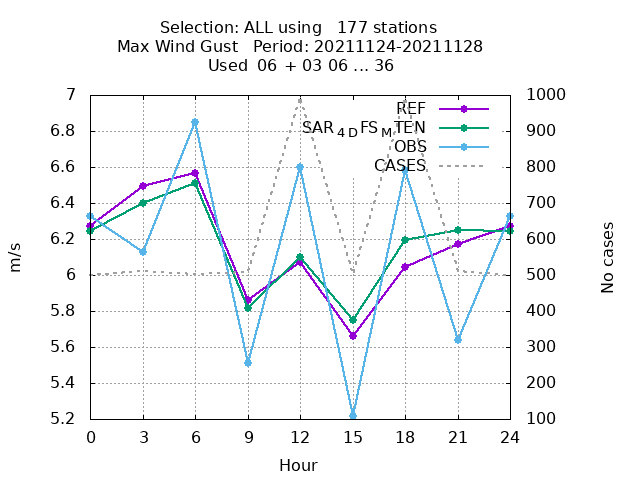 Selection: ALL using   177 stations
Max Wind Gust   Period: 20211124-20211128
Used  06 + 03 06 ... 36
7 1000
REF
6.8 900
SAR4DFSMTEN
OBS
6.6 800
CASES
6.4 700
6.2 600
m/s
No cases
6 500
5.8 400
5.6 300
5.4 200
5.2 100
0 3 6 9 12 15 18 21 24
Hour